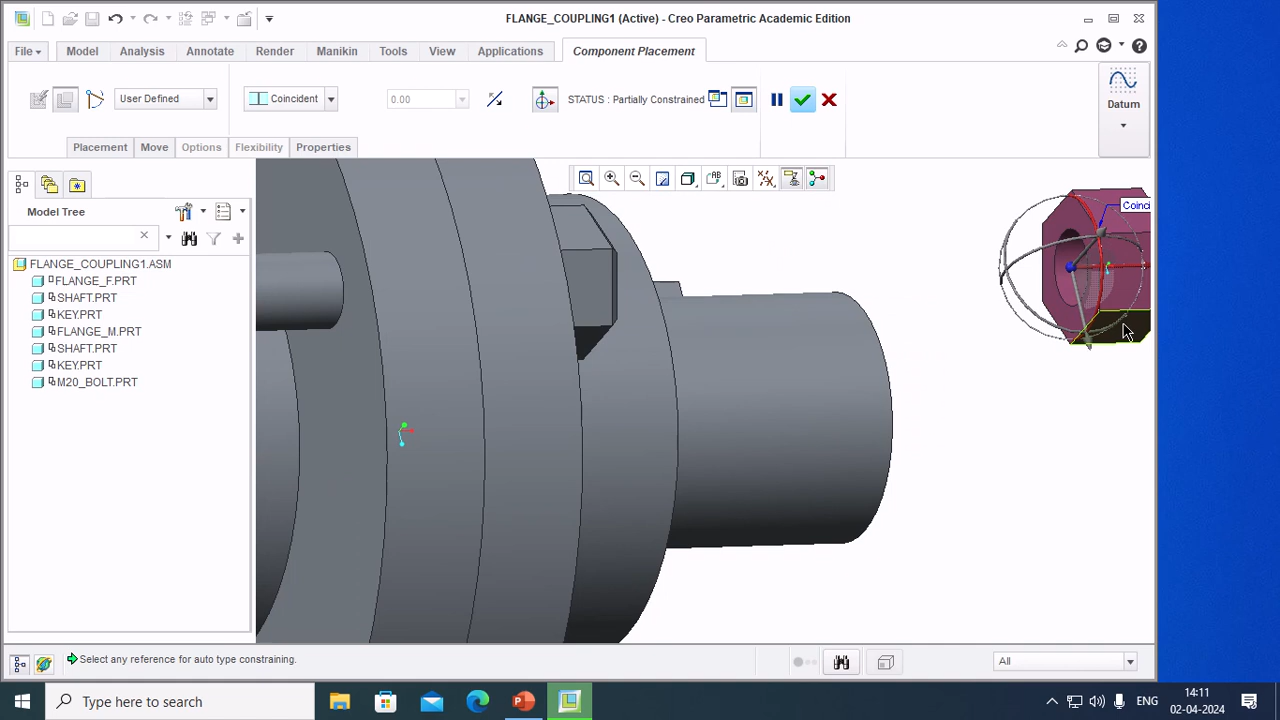 FLANGE_COUPLING1 (Active) - Creo Parametric Academic Edition
File Model Analysis Annotate Render Manikin Tools View Applications Component Placement
User Defined Coincident 0.00 STATUS : Partially Constrained Datum
Placement Move Options Flexibility Properties
Model Tree
FLANGE_COUPLING1.ASM
FLANGE_F.PRT
SHAFT.PRT
KEY.PRT
FLANGE_M.PRT
SHAFT.PRT
KEY.PRT
M20_BOLT.PRT
Coinc
Select any reference for auto type constraining.
All
Type here to search
ENG
14:11
02-04-2024